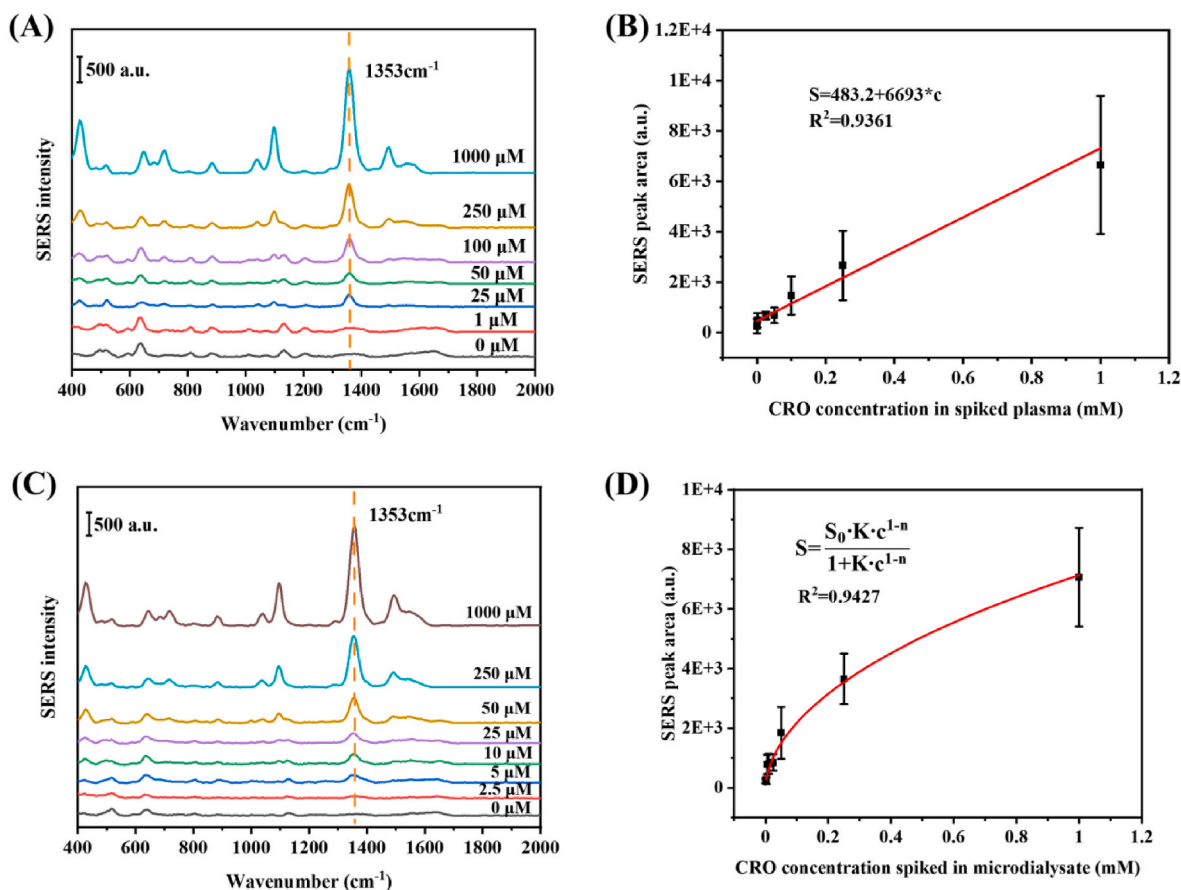 (A)
500 a.u.
1353cm⁻¹
1000 μM
250 μM
100 μM
50 μM
25 μM
1 μM
0 μM
SERS intensity
400 600 800 1000 1200 1400 1600 1800 2000
Wavenumber (cm⁻¹)
(B)
1.2E+4
1E+4
8E+3
6E+3
4E+3
2E+3
0
SERS peak area (a.u.)
S=483.2+6693*c
R²=0.9361
0 0.2 0.4 0.6 0.8 1 1.2
CRO concentration in spiked plasma (mM)
(C)
500 a.u.
1353cm⁻¹
1000 μM
250 μM
50 μM
25 μM
10 μM
5 μM
2.5 μM
0 μM
SERS intensity
400 600 800 1000 1200 1400 1600 1800 2000
Wavenumber (cm⁻¹)
(D)
1E+4
8E+3
6E+3
4E+3
2E+3
0
SERS peak area (a.u.)
S=S₀·K·c¹⁻ⁿ/1+K·c¹⁻ⁿ
R²=0.9427
0 0.2 0.4 0.6 0.8 1 1.2
CRO concentration spiked in microdialysate (mM)